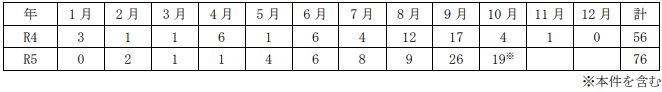 年 1月 2月 3月 4月 5月 6月 7月 8月 9月 10月 11月 12月 計
R4 3 1 1 6 1 6 4 12 17 4 1 0 56
R5 0 2 1 1 4 6 8 9 26 19※ 76
※本件を含む